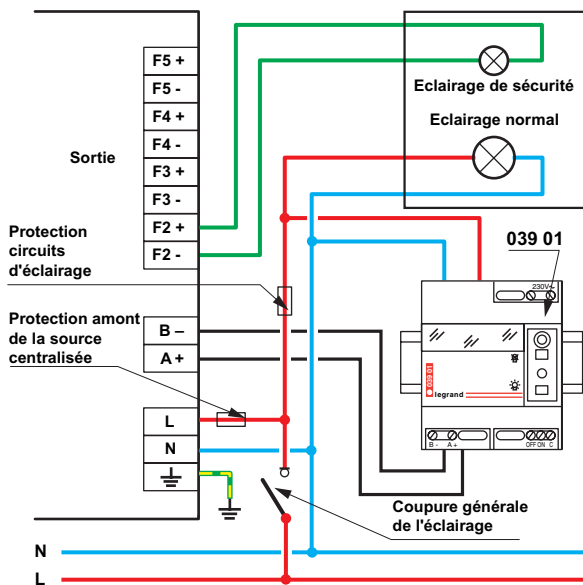 F5 +
F5 -
F4 +
F4 -
F3 +
F3 -
F2 +
F2 -
Sortie
Eclairage de sécurité
Eclairage normal
Protection
circuits
d'éclairage
039 01
230V~
Protection amont
de la source
centralisée
B –
A +
L
N
039 01
legrand
B - A +
OFF ON C
Coupure générale
de l'éclairage
N
L